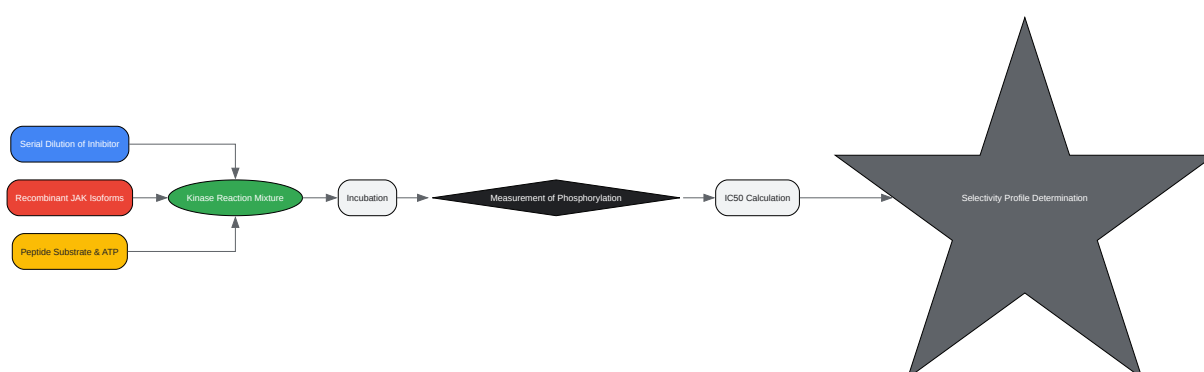 Serial Dilution of Inhibitor
Recombinant JAK Isoforms
Peptide Substrate & ATP
Kinase Reaction Mixture
Incubation
Measurement of Phosphorylation
IC50 Calculation
Selectivity Profile Determination